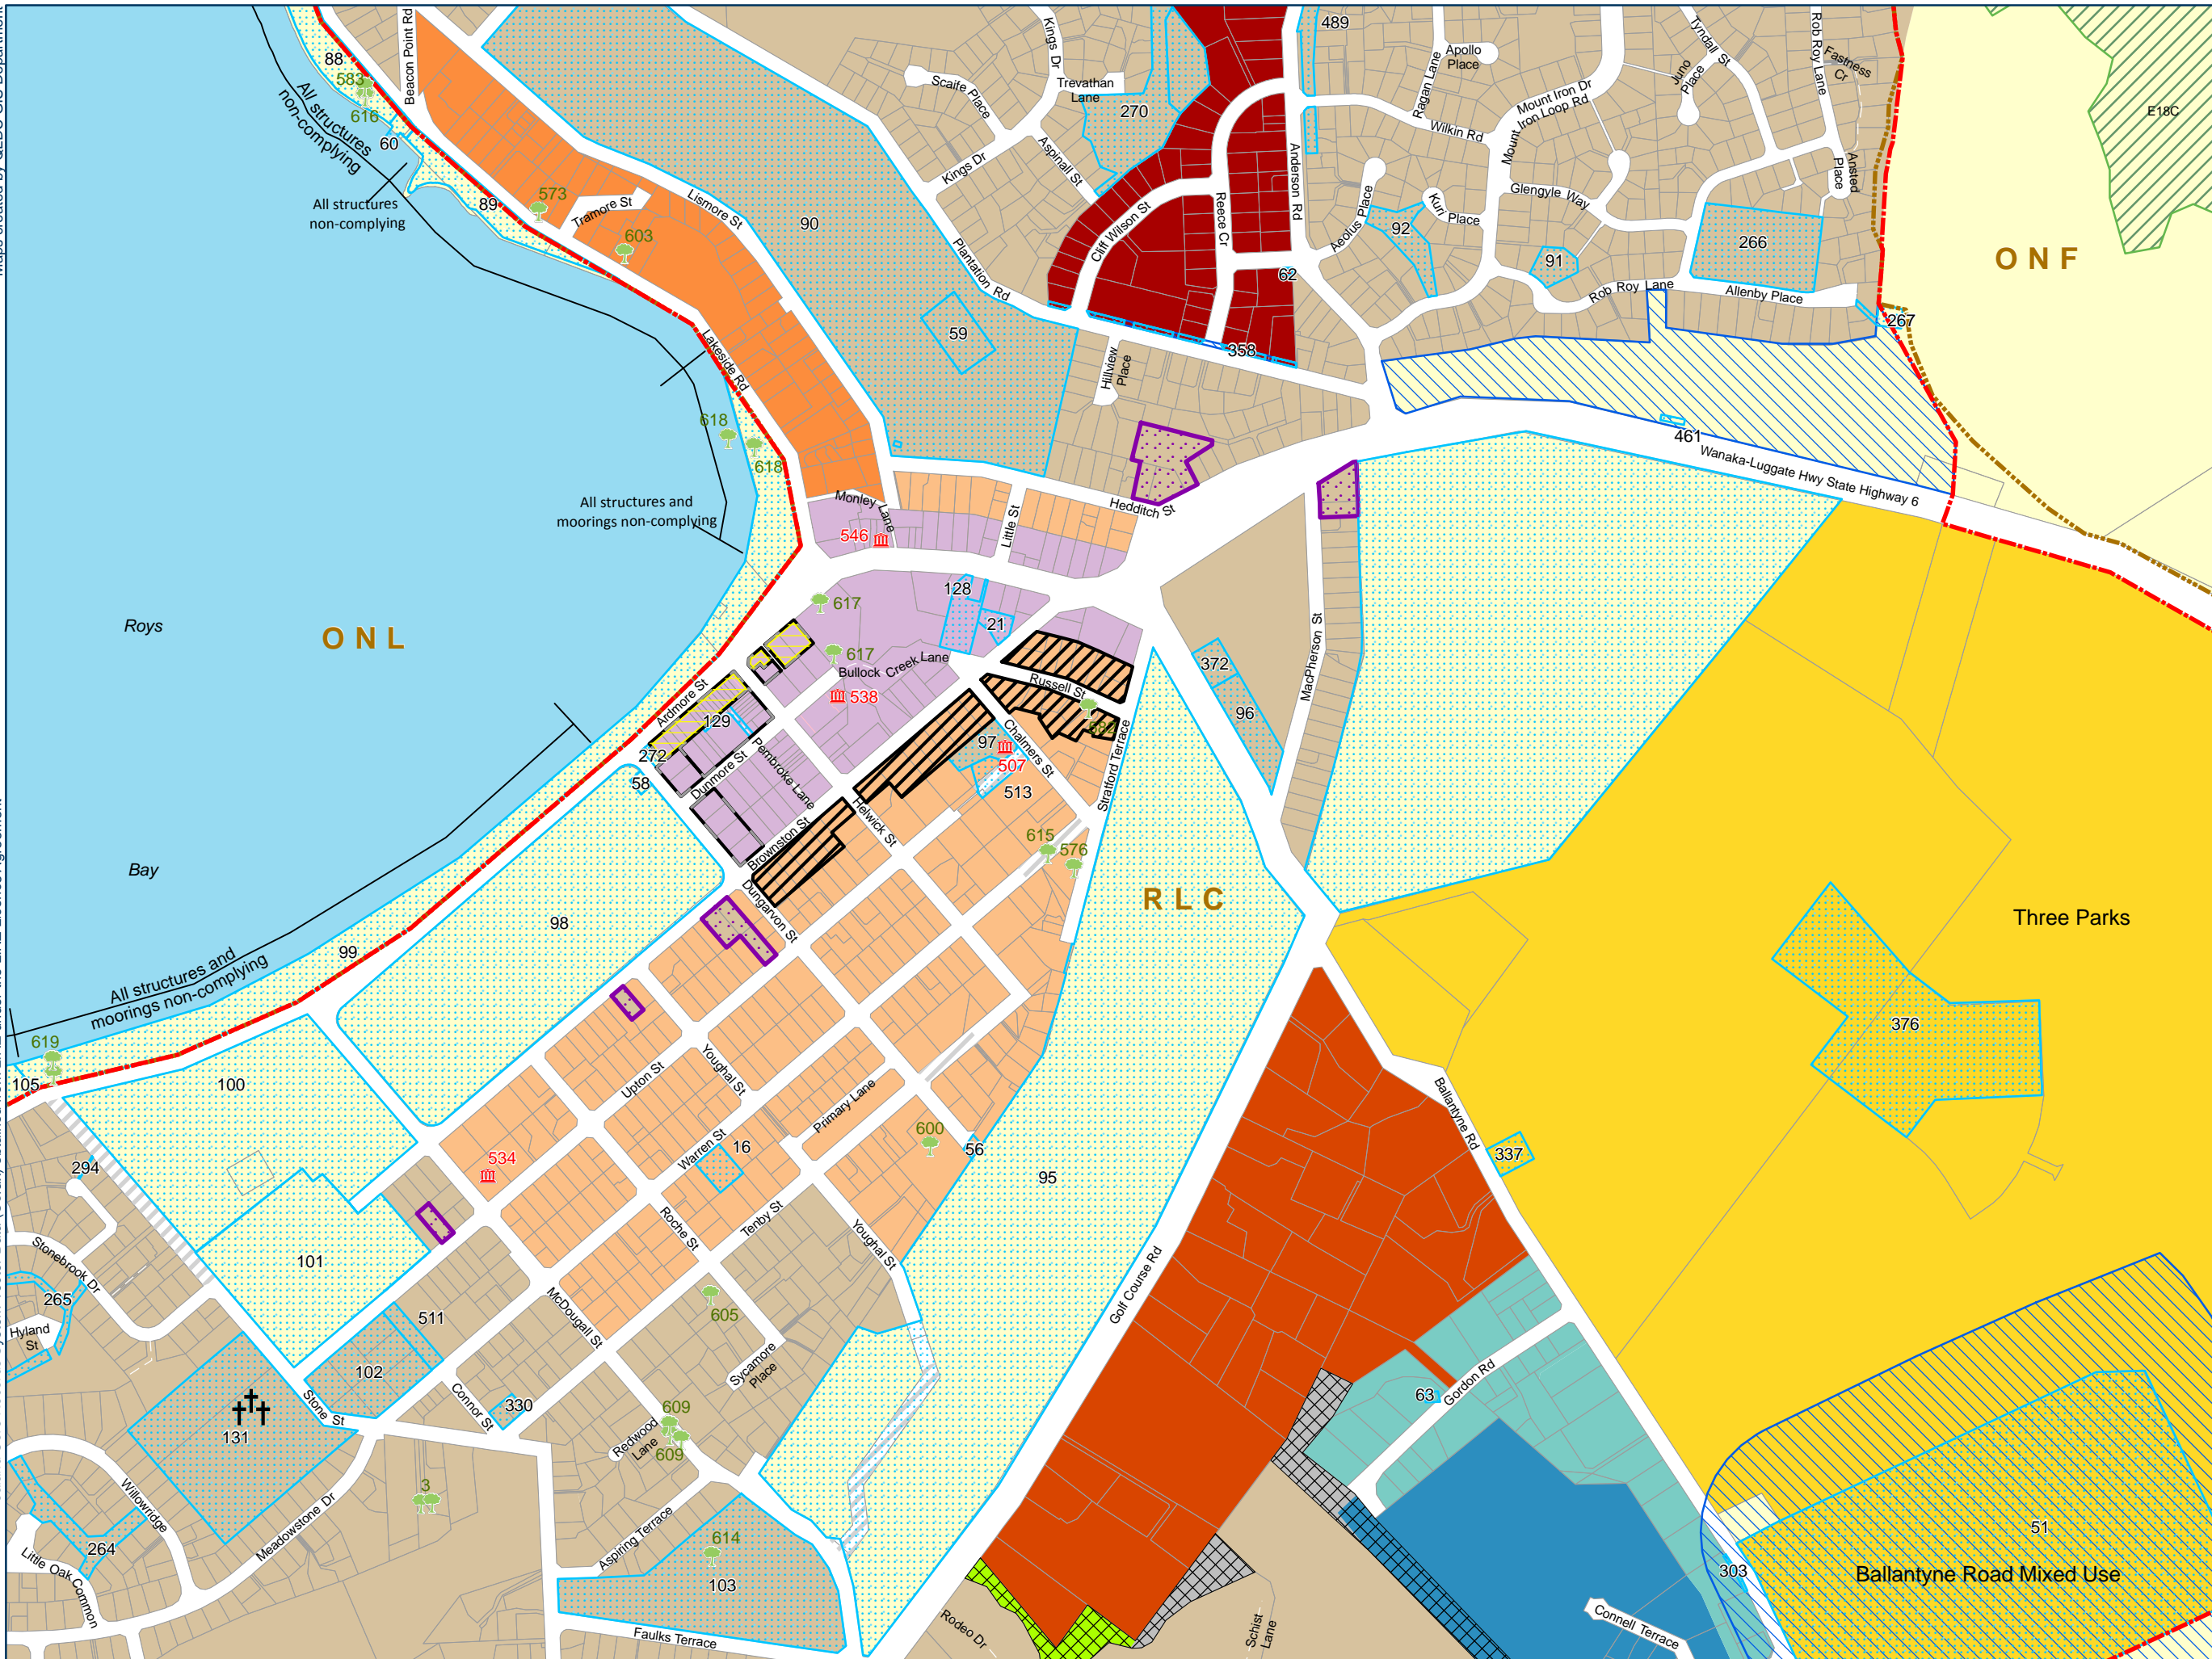 88
583
616
60
All structures
non-complying
Beacon Point Rd
All structures
non-complying
89
573
Tramore St
603
Lismore St
90
Scaife Place
Kings Dr
Trevathan
Lane
270
Kings Dr
Aspinall St
Plantation Rd
59
Cliff Wilson St
Reece Cr
Anderson Rd
489
Apollo
Place
Ragan Lane
Wilkin Rd
Mount Iron Dr
Mount
Iron Loop Rd
Juno
Place
Tyndall St
Rob Roy Lane
Fastness
Cr
Ansted
Place
E18C
Glengyle Way
Kurr Place
Aeolus Place
92
91
266
62
Rob Roy Lane
Allenby Place
267
O N F
358
Hillview
Place
461
Wanaka-Luggate Hwy State Highway 6
Lakeside Rd
618
618
All structures and
moorings non-complying
Monley
Lane
546
Little St
Hedditch St
128
21
617
617
Bullock Creek Lane
538
Roys
O N L
Ardmore St
129
272
58
Dunmore St
Pembroke Lane
Brownston St
Helwick St
Russell St
682
Chalmers St
97
507
513
Stratford Terrace
372
96
MacPherson St
615
576
R L C
Bay
98
99
All structures and
moorings non-complying
Dungarvon St
Three Parks
376
619
105
100
Upton St
Youghal St
Primary Lane
Warren St
16
600
56
95
Ballantyne Rd
337
534
294
101
Stonebrook Dr
265
Hyland
St
511
102
Roche St
Tenby St
Youghal St
605
McDougall St
Sycamore
Place
Golf Course Rd
Gordon Rd
63
131
Stone St
Connor St
330
609
Redwood
Lane
609
Willowridge
3
Meadowstone Dr
264
Little Oak Common
Aspiring Terrace
614
103
Faulks Terrace
Rodeo Dr
Schist
Lane
Connell Terrace
303
51
Ballantyne Road Mixed Use